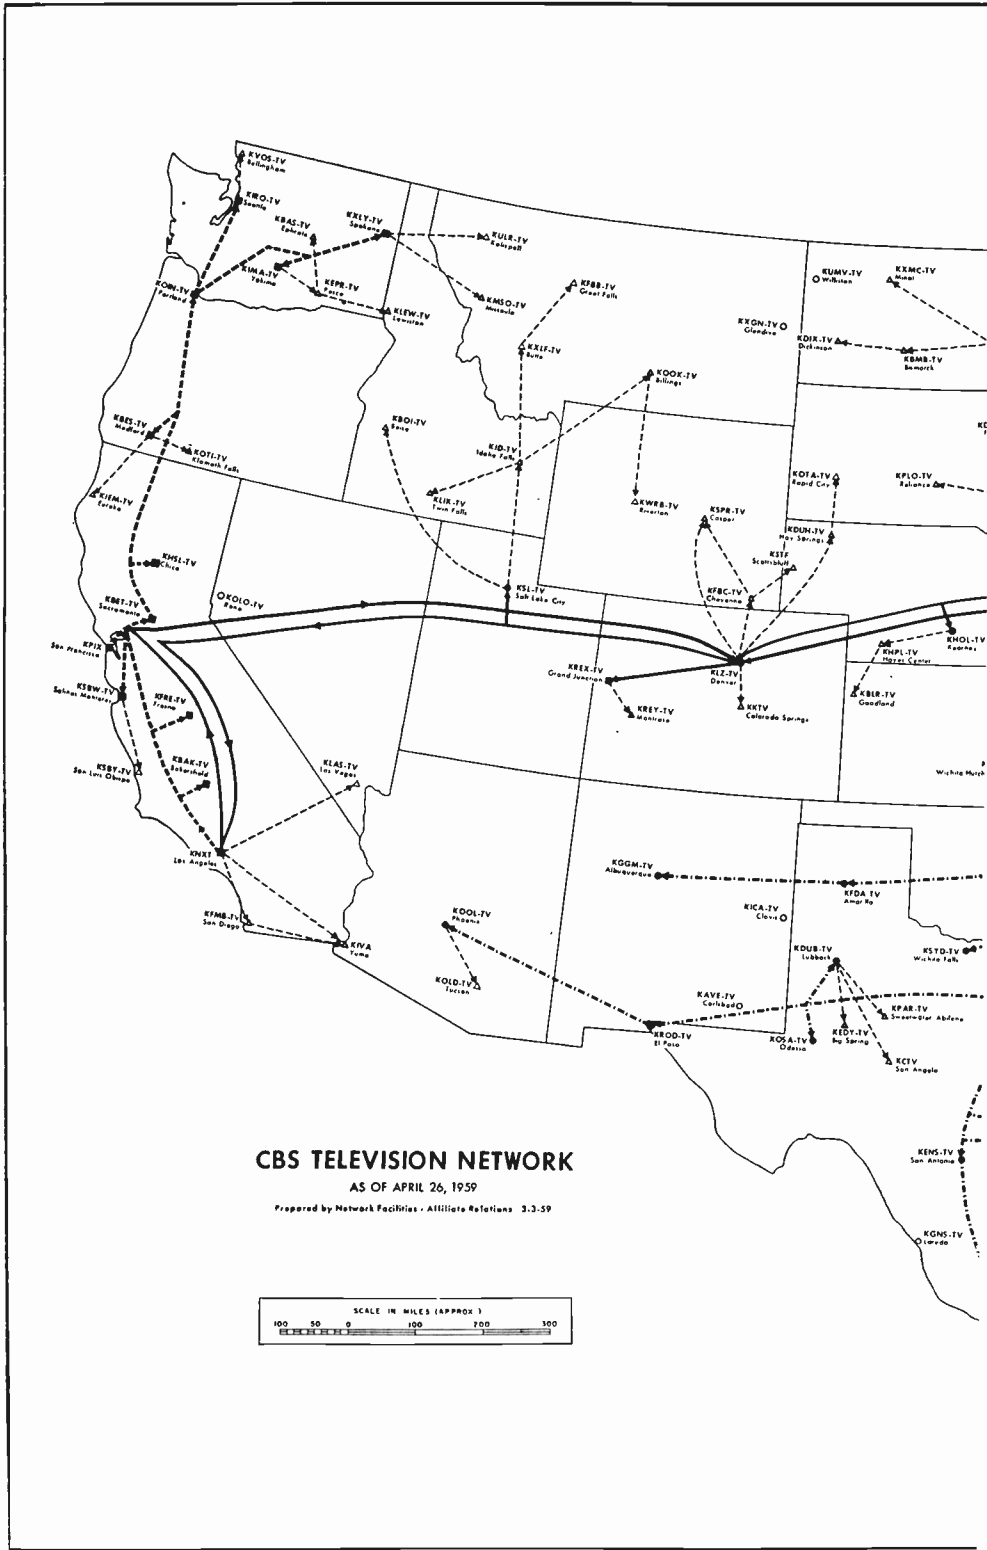 KVOS-TV
Bellingham
KIRO-TV
Seattle
KBAS-TV
Ephrata
KXLY-TV
Spokane
KULR-TV
Kalispell
KIMA-TV
Yakima
KEPR-TV
Pasco
KOIN-TV
Portland
KLEW-TV
Lewiston
KMSO-TV
Missoula
KFBB-TV
Great Falls
KUMV-TV
Williston
KXMC-TV
Minot
KXGN-TV
Glendive
KDIX-TV
Dickinson
KBMB-TV
Bismarck
KXLF-TV
Butte
KOOK-TV
Billings
KBES-TV
Medford
KOTI-TV
Klamath Falls
KBOI-TV
Boise
KID-TV
Idaho Falls
KIEM-TV
Eureka
KLIX-TV
Twin Falls
KWRB-TV
Riverton
KSPR-TV
Casper
KOTA-TV
Rapid City
KPLO-TV
Reliance
KDUH-TV
Hay Springs
KSTF
Scottsbluff
KHSL-TV
Chico
KBET-TV
Sacramento
KOLO-TV
Reno
KSL-TV
Salt Lake City
KFBC-TV
Cheyenne
KPIX
San Francisco
KHOL-TV
Kearney
KHPL-TV
Hayes Center
KREX-TV
Grand Junction
KLZ-TV
Denver
KSBW-TV
Salinas Monterey
KFRE-TV
Fresno
KREY-TV
Montrose
KKTV
Colorado Springs
KBLR-TV
Goodland
KSBY-TV
San Luis Obispo
KBAK-TV
Bakersfield
KLAS-TV
Las Vegas
Wichita Hutch
KNXT
Los Angeles
KGGM-TV
Albuquerque
KFDA TV
Amarillo
KFMB-TV
San Diego
KIVA
Yuma
KOOL-TV
Phoenix
KICA-TV
Clovis
KDUB-TV
Lubbock
KSYD-TV
Wichita Falls
KOLD-TV
Tucson
KAVE-TV
Carlsbad
KPAR-TV
Sweetwater Abilene
KROD-TV
El Paso
KOSA-TV
Odessa
KEDY-TV
Big Spring
KCTV
San Angelo
KENS-TV
San Antonio
KGNS-TV
Laredo
CBS TELEVISION NETWORK
AS OF APRIL 26, 1959
Prepared by Network Facilities - Affiliate Relations 3-3-59
SCALE IN MILES (APPROX.)
100 50 0 100 200 300